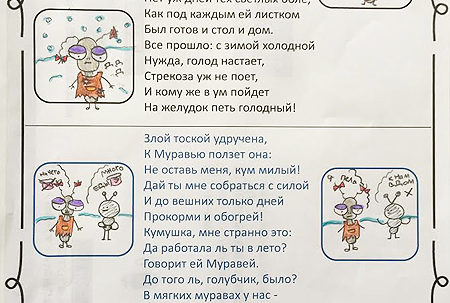 Нет уж дней тех светлых боле,
Как под каждым ей листком
Был готов и стол и дом.
Все прошло: с зимой холодной
Нужда, голод настает,
Стрекоза уж не поет,
И кому же в ум пойдет
На желудок петь голодный!
Д Д Д
Злой тоской удручена,
К Муравью ползет она:
Не оставь меня, кум милый!
Дай ты мне собраться с силой
И до вешних только дней
Прокорми и обогрей!
Кумушка, мне странно это:
Да работала ль ты в лето?
Говорит ей Муравей.
До того ль, голубчик, было?
В мягких муравах у нас -
много
еды
Я пела
к нам
в дом